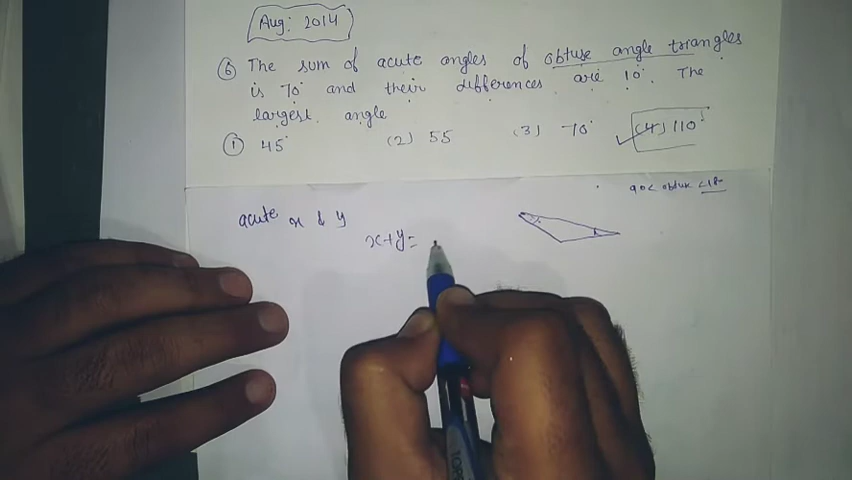 Aug: 2014
⑥ The sum of acute angles of obtuse angle triangles
is 70° and their differences are 10°. The
largest angle
① 45° (2) 55 (3) 70° (4) 110°
90< obtuse <180
acute x & y
x+y=